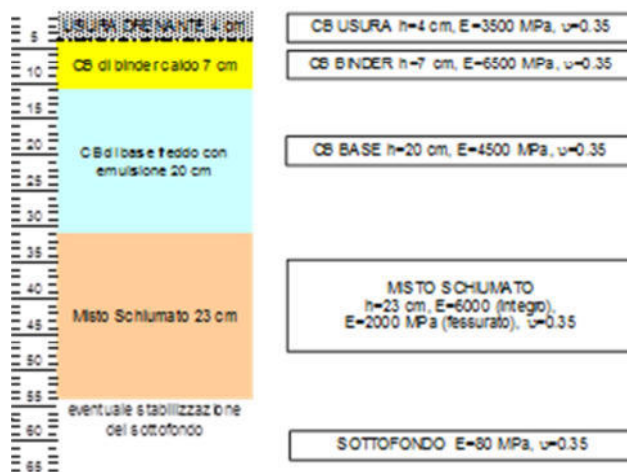 USURA DRENANTE 4 cm
CB USURA h=4 cm, E=3500 MPa, υ=0.35
5
CB di binder caldo 7 cm
CB BINDER h=7 cm, E=6500 MPa, υ=0.35
10
15
20
CB di base freddo con
emulsione 20 cm
CB BASE h=20 cm, E=4500 MPa, υ=0.35
25
30
35
40
Misto Schiumato 23 cm
MISTO SCHIUMATO
h=23 cm, E=6000 (integro),
E=2000 MPa (fessurato), υ=0.35
45
50
55
eventuale stabilizzazione
del sottofondo
60
SOTTOFONDO E=80 MPa, υ=0.35
65